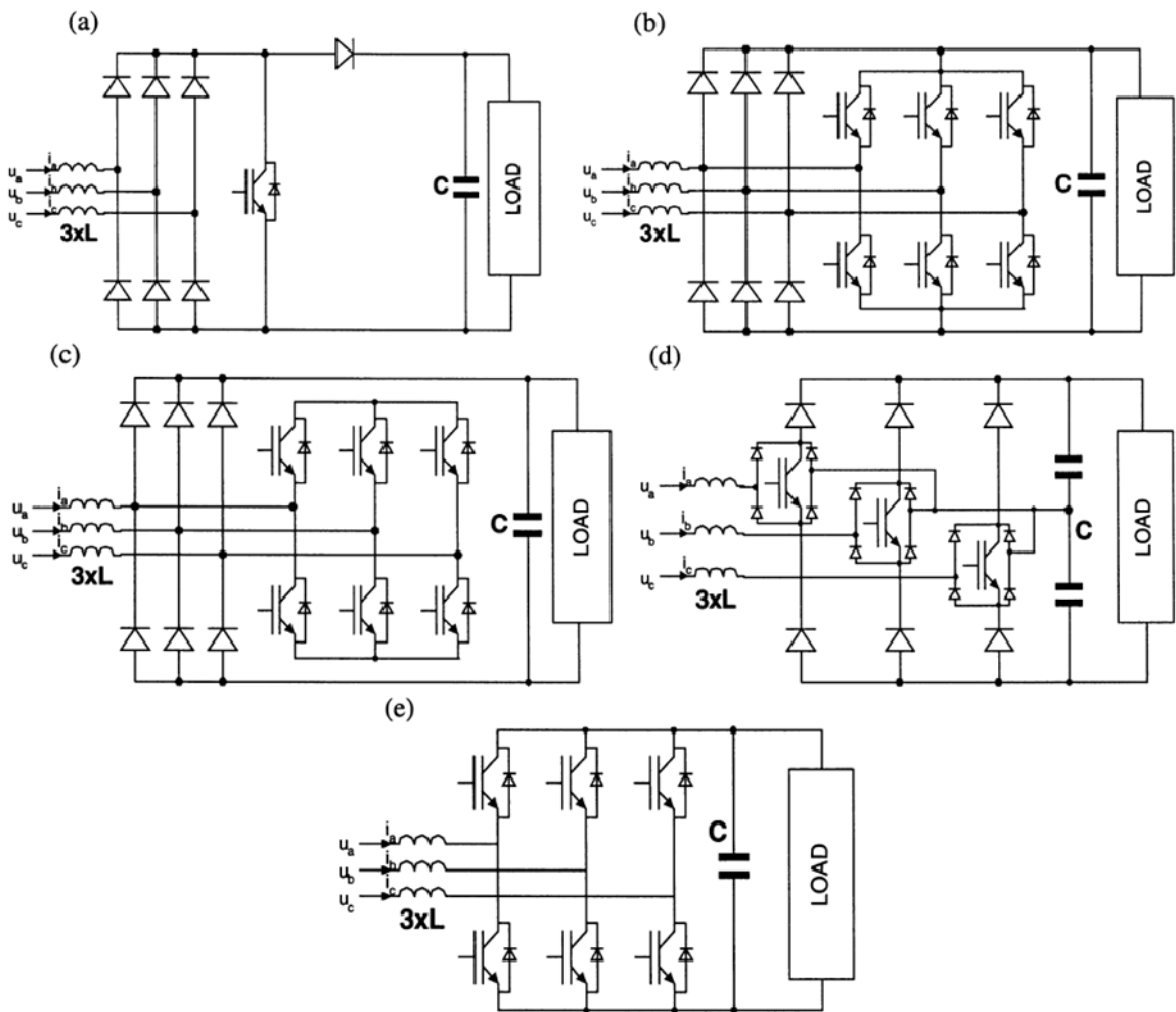 (a)
u_a i_a
u_b i_b
u_c i_c
3xL
C
LOAD
(b)
u_a i_a
u_b i_b
u_c i_c
3xL
C
LOAD
(c)
u_a i_a
u_b i_b
u_c i_c
3xL
C
LOAD
(d)
u_a i_a
u_b i_b
u_c i_c
3xL
C
LOAD
(e)
u_a i_a
u_b i_b
u_c i_c
3xL
C
LOAD